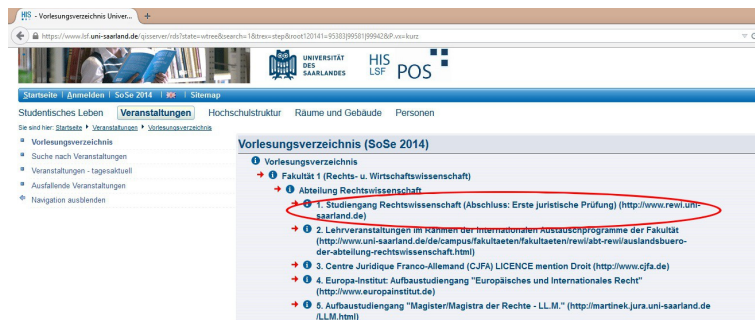 HIS - Vorlesungsverzeichnis Univer... × +
https://www.lsf.uni-saarland.de/qisserver/rds?state=wtree&search=1&trex=step&root120141=95383|99581|99942&P.vx=kurz
UNIVERSITÄT
DES
SAARLANDES
HIS
LSF POS
Startseite | Anmelden | SoSe 2014 | | Sitemap
Studentisches Leben Veranstaltungen Hochschulstruktur Räume und Gebäude Personen
Sie sind hier: Startseite Veranstaltungen Vorlesungsverzeichnis
Vorlesungsverzeichnis
Suche nach Veranstaltungen
Veranstaltungen - tagesaktuell
Ausfallende Veranstaltungen
Navigation ausblenden
Vorlesungsverzeichnis (SoSe 2014)
Vorlesungsverzeichnis
Fakultät 1 (Rechts- u. Wirtschaftswissenschaft)
Abteilung Rechtswissenschaft
1. Studiengang Rechtswissenschaft (Abschluss: Erste juristische Prüfung) (http://www.rewi.uni-
saarland.de)
2. Lehrveranstaltungen im Rahmen der internationalen Austauschprogramme der Fakultät
(http://www.uni-saarland.de/de/campus/fakultaeten/fakultaeten/rewi/abt-rewi/auslandsbuero-
der-abteilung-rechtswissenschaft.html)
3. Centre Juridique Franco-Allemand (CJFA) LICENCE mention Droit (http://www.cjfa.de)
4. Europa-Institut: Aufbaustudiengang "Europäisches und Internationales Recht"
(http://www.europainstitut.de)
5. Aufbaustudiengang "Magister/Magistra der Rechte - LL.M." (http://martinek.jura.uni-saarland.de
/LLM.html)